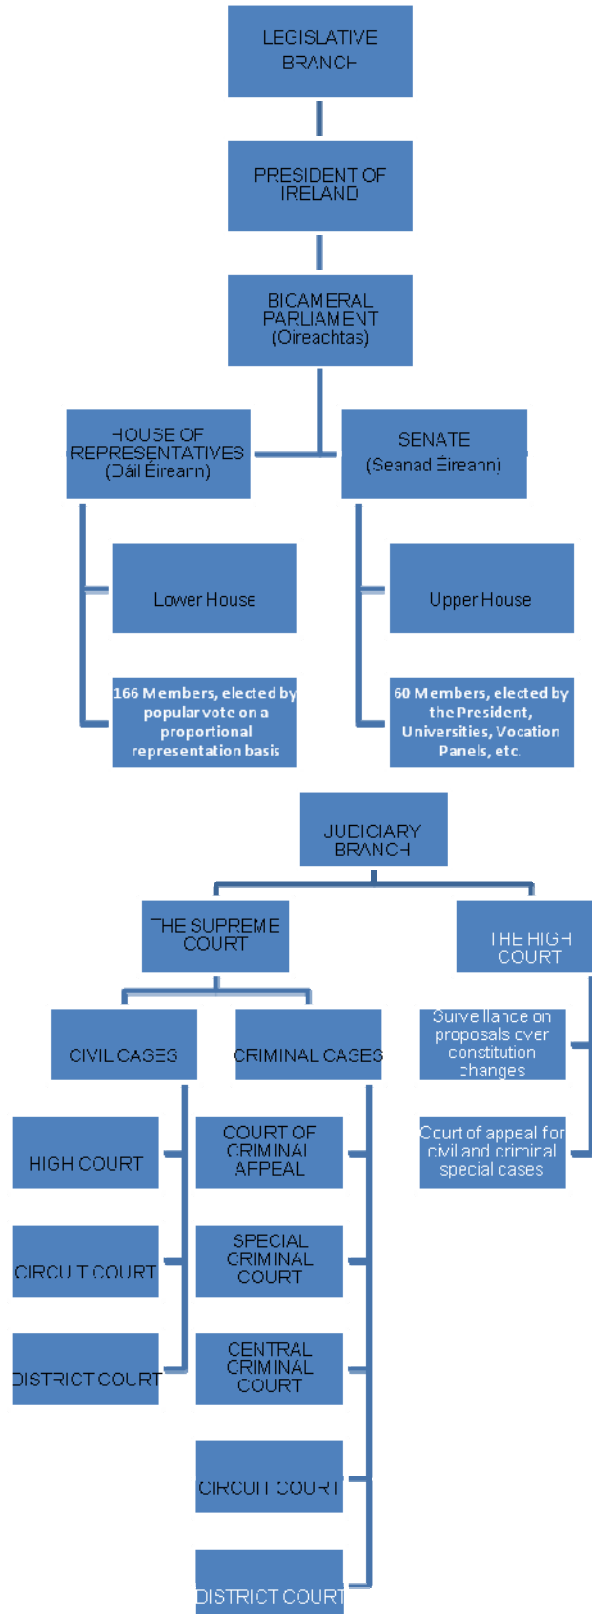 LEGISLATIVE
BRANCH
PRESIDENT OF
IRELAND
BICAMERAL
PARLIAMENT
(Oireachtas)
HOUSE OF
REPRESENTATIVES
(Dáil Éireann)
SENATE
(Seanad Éireann)
Lower House
Upper House
166 Members, elected by
popular vote on a
proportional
representation basis
60 Members, elected by
the President,
Universities, Vocation
Panels, etc.
JUDICIARY
BRANCH
THE SUPREME
COURT
THE HIGH
COURT
CIVIL CASES
CRIMINAL CASES
Surveillance on
proposals over
constitution
changes
HIGH COURT
COURT OF
CRIMINAL
APPEAL
Court of appeal for
civil and criminal
special cases
CIRCUIT COURT
SPECIAL
CRIMINAL
COURT
DISTRICT COURT
CENTRAL
CRIMINAL
COURT
CIRCUIT COURT
DISTRICT COURT